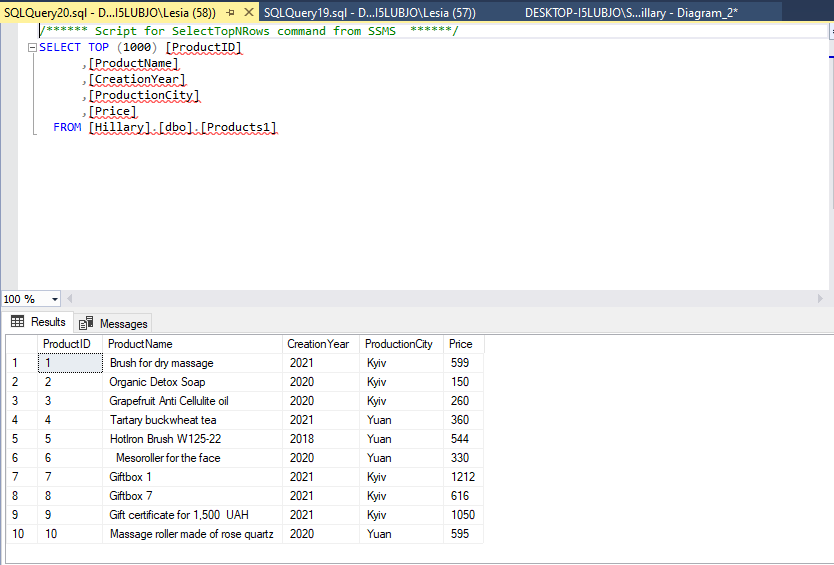 SQLQuery20.sql - D...I5LUBJO\Lesia (58)) SQLQuery19.sql - D...I5LUBJO\Lesia (57)) DESKTOP-I5LUBJO\S...illary - Diagram_2*
/****** Script for SelectTopNRows command from SSMS  ******/
SELECT TOP (1000) [ProductID]
,[ProductName]
,[CreationYear]
,[ProductionCity]
,[Price]
FROM [Hillary].[dbo].[Products1]
100 %
Results Messages
ProductID ProductName CreationYear ProductionCity Price
1 1 Brush for dry massage 2021 Kyiv 599
2 2 Organic Detox Soap 2020 Kyiv 150
3 3 Grapefruit Anti Cellulite oil 2020 Kyiv 260
4 4 Tartary buckwheat tea 2021 Yuan 360
5 5 HotIron Brush W125-22 2018 Yuan 544
6 6 Mesoroller for the face 2020 Yuan 330
7 7 Giftbox 1 2021 Kyiv 1212
8 8 Giftbox 7 2021 Kyiv 616
9 9 Gift certificate for 1,500  UAH 2021 Kyiv 1050
10 10 Massage roller made of rose quartz 2020 Yuan 595